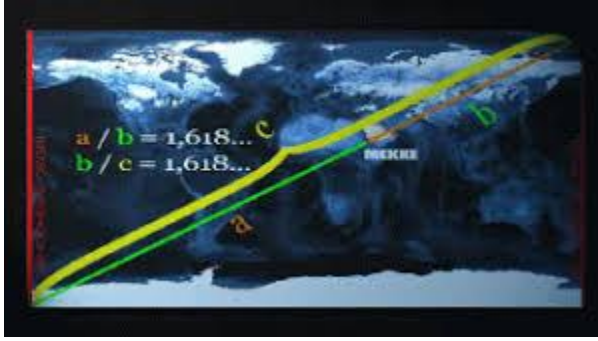 a / b = 1,618...
b / c = 1,618...
c
b
MEKKE
a